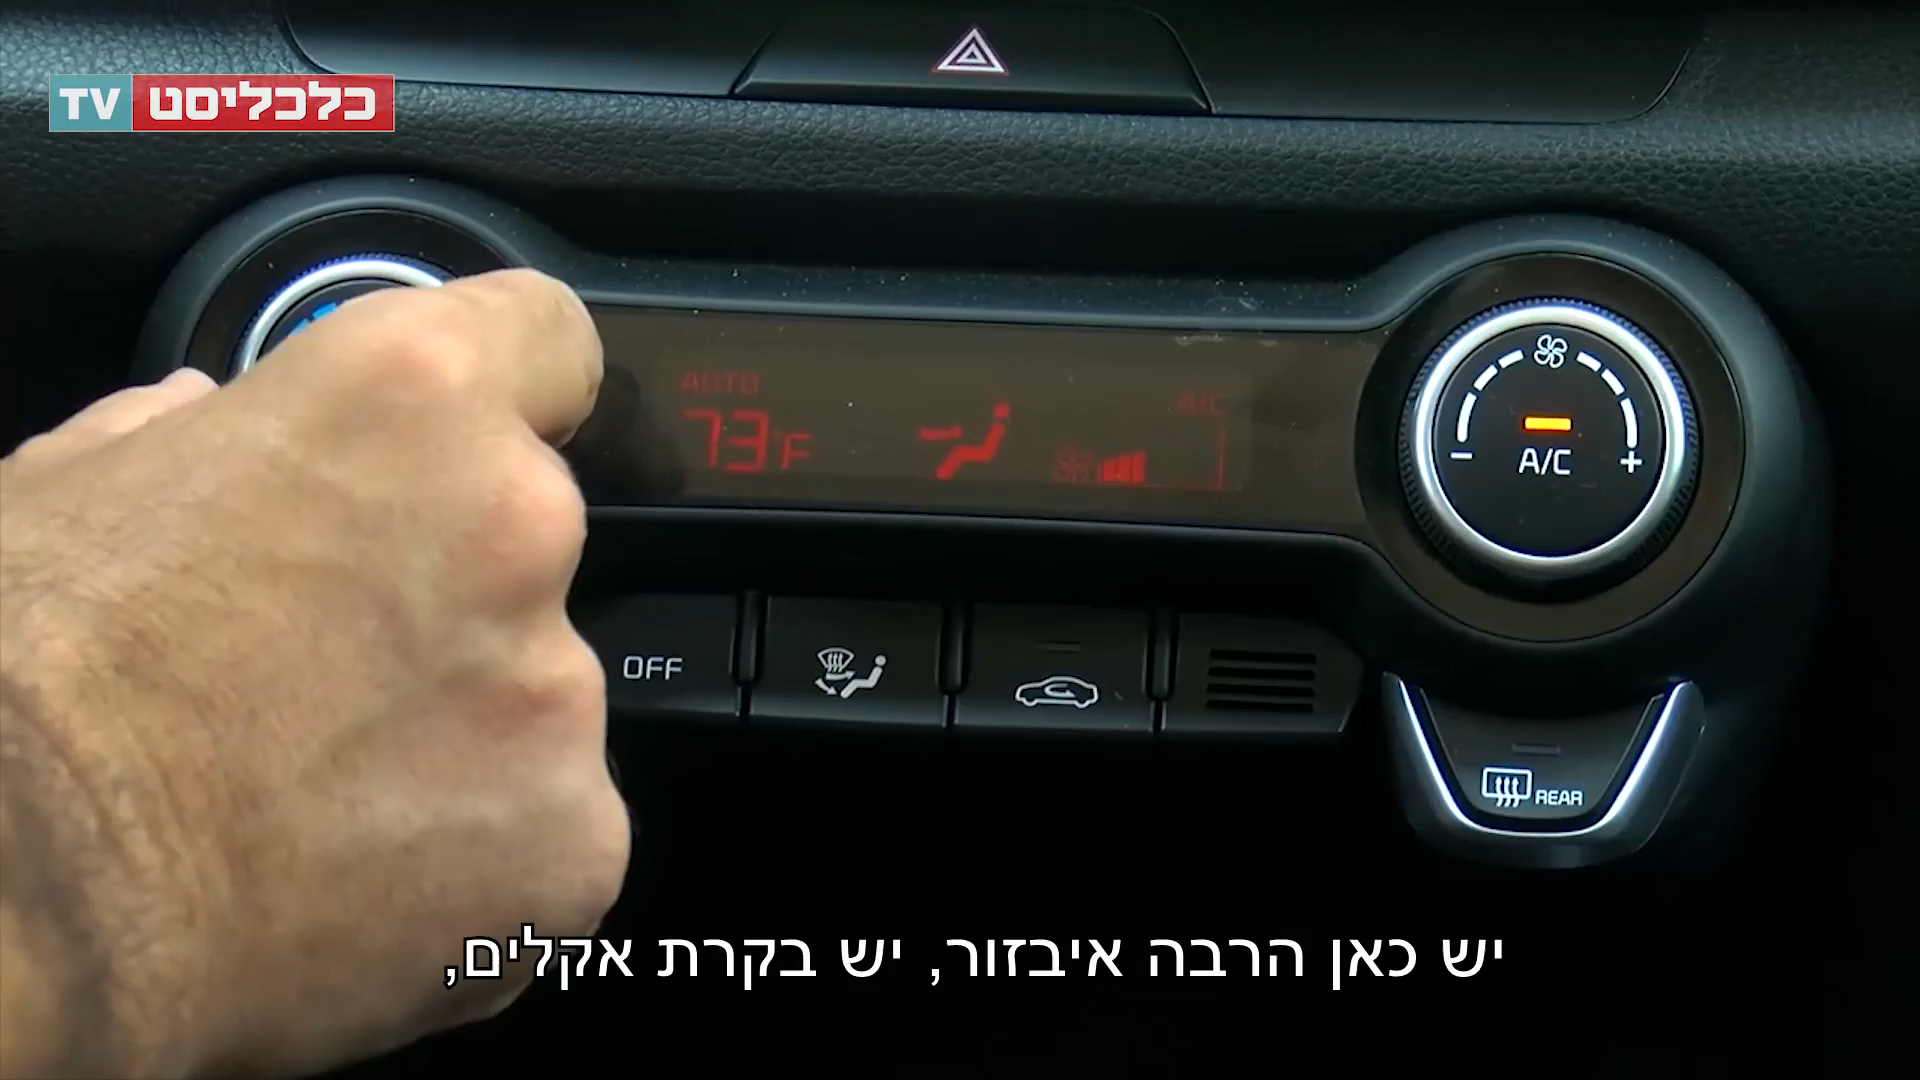 TV כלכליסט
AUTO
73°F
A/C
A/C
OFF
REAR
יש כאן הרבה איבזור, יש בקרת אקלים,